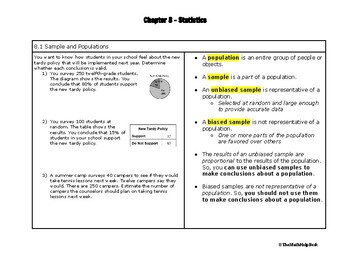 Chapter 8 – Statistics
8.1 Sample and Populations
You want to know how students in your school feel about the new tardy
policy that will be implemented next year. Determine
whether each conclusion is valid.
1) You survey 250 twelfth-grade students.
The diagram shows the results. You
conclude that 80% of students support
the new tardy policy.
2) You survey 100 students at
random. The table shows the
results. You conclude that 15%
of students in your school support
the new tardy policy.
New Tardy Policy
Support
Do Not Support
3) A summer camp surveys 40 campers to see if they would
take tennis lessons next week. Twelve campers say they
would. There are 250 campers. Estimate the number of
campers the counselors should plan on taking tennis
lessons next week.
• A population is an entire group of people or
objects.
• A sample is a part of a population.
• An unbiased sample is representative of a
population.
o Selected at random and large enough
to provide accurate data
• A biased sample is not representative of a
population.
o One or more parts of the
population are favored over others
• The results of an unbiased sample are
proportional to the results of the population.
So, you can use unbiased samples to
make conclusions about a population.
• Biased samples are not representative of a
population. So, you should not use them
to make conclusions about a population.
©TheMathHelp Desk